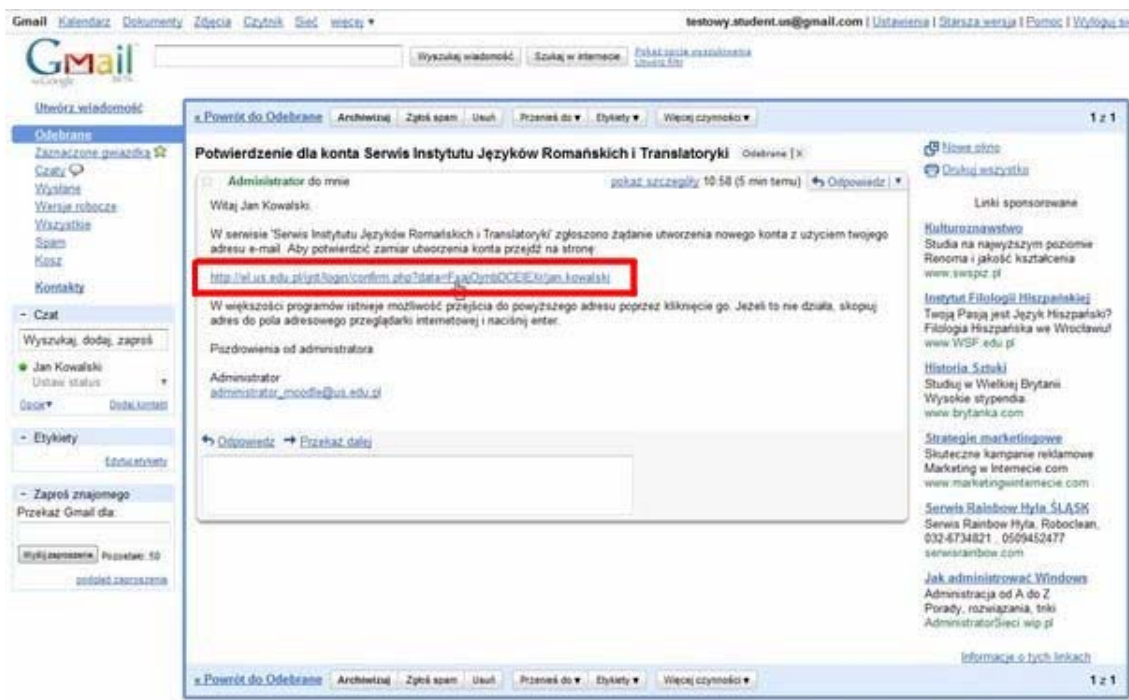 Gmail Kalendarz Dokumenty Zdjęcia Czytnik Sieć więcej ▼
testowy.student.us@gmail.com | Ustawienia | Starsza wersja | Pomoc | Wyloguj się
Gmail
Wyszukaj wiadomość Szukaj w internecie Pokaż opcje wyszukiwania
Utwórz filtr
Utwórz wiadomość
Odebrane
Zaznaczone gwiazdką
Czaty
Wysłane
Wersje robocze
Wszystkie
Spam
Kosz
Kontakty
- Czat
Wyszukaj, dodaj, zaproś
Jan Kowalski
Ustaw status
Opcje▼ Dodaj kontakt
- Etykiety
Edytuj etykiety
- Zaproś znajomego
Przekaż Gmail dla:
Wyślij zaproszenie Pozostało: 50
podgląd zaproszenia
« Powrót do Odebrane Archiwizuj Zgłoś spam Usuń Przenieś do ▼ Etykiety ▼ Więcej czynności ▼ 1 z 1
Potwierdzenie dla konta Serwis Instytutu Języków Romańskich i Translatoryki Odebrane | X
Administrator do mnie pokaż szczegóły 10:58 (5 min temu) Odpowiedz | ▼
Witaj Jan Kowalski.
W serwisie 'Serwis Instytutu Języków Romańskich i Translatoryki' zgłoszono żądanie utworzenia nowego konta z użyciem twojego
adresu e-mail. Aby potwierdzić zamiar utworzenia konta przejdź na stronę:
W większości programów istnieje możliwość przejścia do powyższego adresu poprzez kliknięcie go. Jeżeli to nie działa, skopiuj
adres do pola adresowego przeglądarki internetowej i naciśnij enter.
Pozdrowienia od administratora
Administrator
administrator_moodle@us.edu.pl
Odpowiedz Przekaż dalej
Nowe okno
Drukuj wszystko
Linki sponsorowane
Kulturoznawstwo
Studia na najwyższym poziomie
Renoma i jakość kształcenia
www.swspiz.pl
Instytut Filologii Hiszpańskiej
Twoją Pasją jest Język Hiszpański?
Filologia Hiszpańska we Wrocławiu!
www.WSF.edu.pl
Historia Sztuki
Studiuj w Wielkiej Brytanii
Wysokie stypendia
www.brytanka.com
Strategie marketingowe
Skuteczne kampanie reklamowe
Marketing w Internecie.com
www.marketingwinternecie.com
Serwis Rainbow Hyla ŚLĄSK
Serwis Rainbow Hyla, Roboclean,
032-6734821 , 0509452477
serwisrainbow.com
Jak administrować Windows
Administracja od A do Z
Porady, rozwiązania, triki
AdministratorSieci.wip.pl
Informacje o tych linkach
« Powrót do Odebrane Archiwizuj Zgłoś spam Usuń Przenieś do ▼ Etykiety ▼ Więcej czynności ▼ 1 z 1